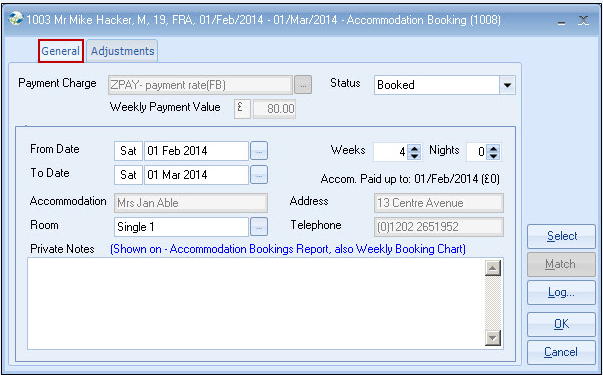 1003 Mr Mike Hacker, M, 19, FRA, 01/Feb/2014 - 01/Mar/2014 - Accommodation Booking (1008)
General Adjustments
Payment Charge ZPAY- payment rate(FB) ... Status Booked
Weekly Payment Value £ 80.00
From Date Sat 01 Feb 2014 ... Weeks 4 Nights 0
To Date Sat 01 Mar 2014 ... Accom. Paid up to: 01/Feb/2014 (£0)
Accommodation Mrs Jan Able Address 13 Centre Avenue
Room Single 1 ... Telephone (0)1202 2651952
Private Notes (Shown on - Accommodation Bookings Report, also Weekly Booking Chart)
Select
Match
Log...
OK
Cancel